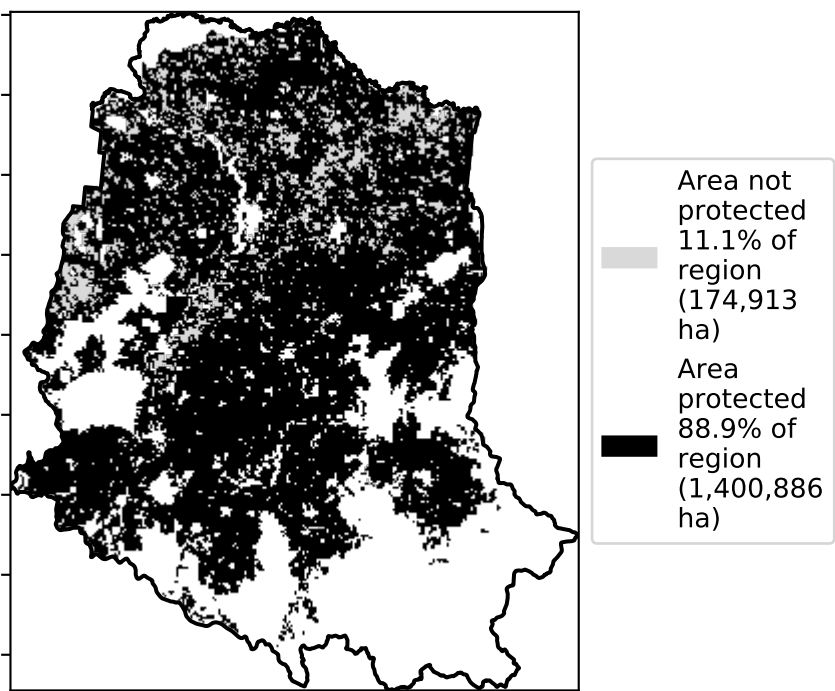 Area not
protected
11.1% of
region
(174,913
ha)
Area
protected
88.9% of
region
(1,400,886
ha)